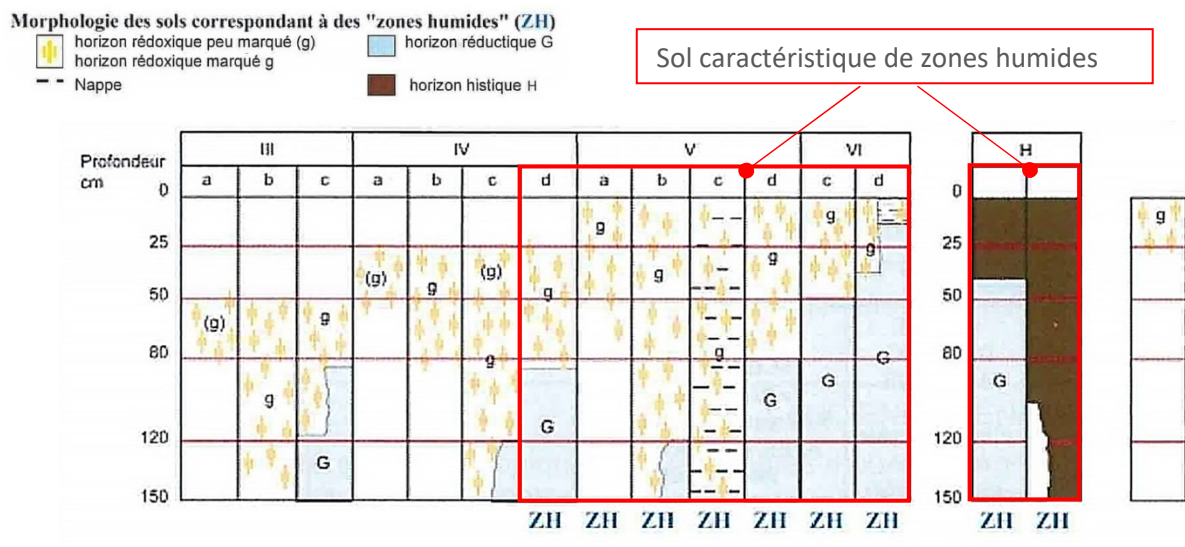 Morphologie des sols correspondant à des "zones humides" (ZH)
horizon rédoxique peu marqué (g)
horizon rédoxique marqué g
Nappe
horizon réductique G
horizon histique H
Sol caractéristique de zones humides
Profondeur
cm
III IV V VI H
a b c a b c d a b c d c d
0 0
g g g
25 25
(g) g (g) g g g g
50 50
(g) g
80 80
g g G G
g G G G G
120 120
G
150 150
ZH ZH ZH ZH ZH ZH ZH ZH ZH